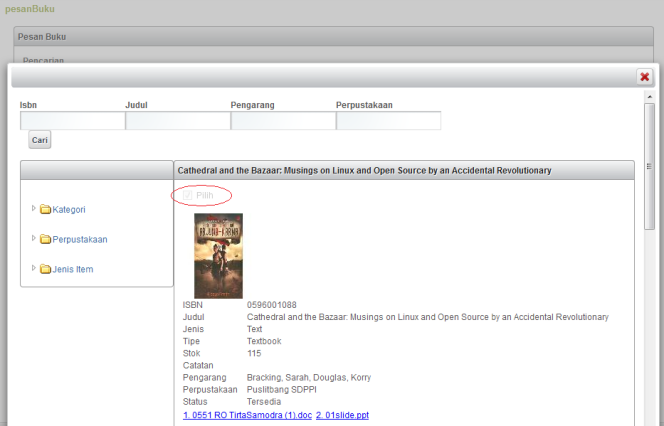 pesanBuku
Pesan Buku
Pencarian
Isbn Judul Pengarang Perpustakaan
Cari
Cathedral and the Bazaar: Musings on Linux and Open Source by an Accidental Revolutionary
Pilih
Kategori
Perpustakaan
Jenis Item
ISBN 0596001088
Judul Cathedral and the Bazaar: Musings on Linux and Open Source by an Accidental Revolutionary
Jenis Text
Tipe Textbook
Stok 115
Catatan
Pengarang Bracking, Sarah, Douglas, Korry
Perpustakaan Puslitbang SDPPI
Status Tersedia
1. 0551 RO TirtaSamodra (1).doc 2. 01slide.ppt